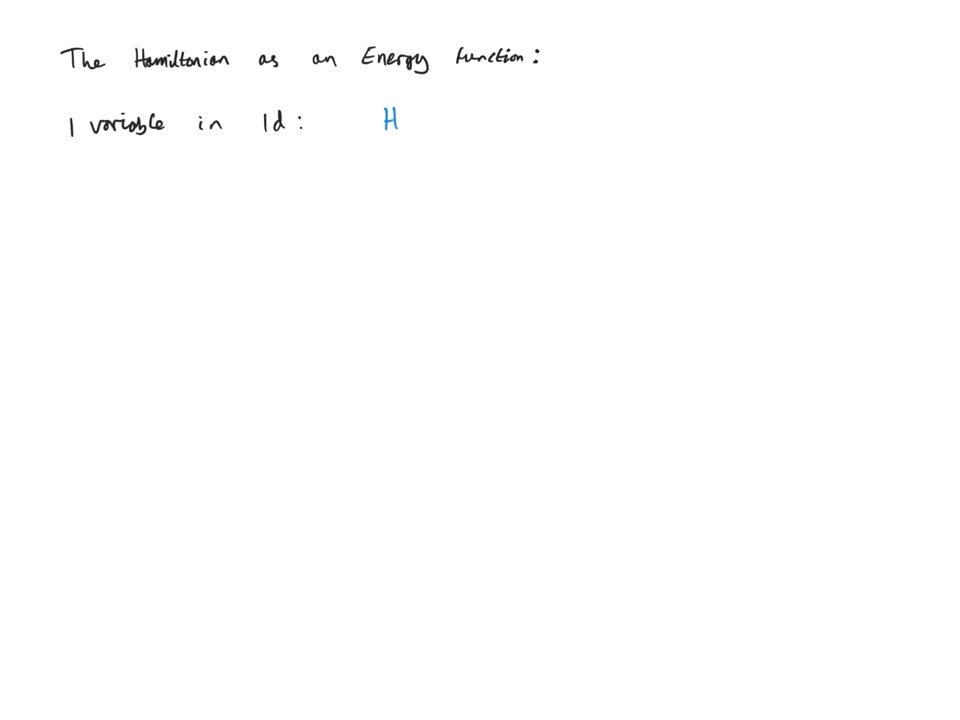 The Hamiltonian as an Energy function:
1 variable in 1d: H